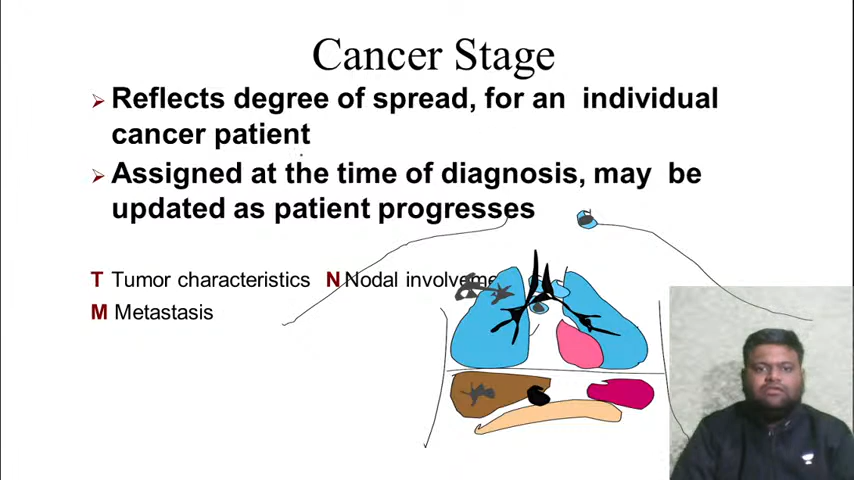 Cancer Stage
Reflects degree of spread, for an individual
cancer patient
Assigned at the time of diagnosis, may be
updated as patient progresses
T Tumor characteristics N Nodal involveme
M Metastasis